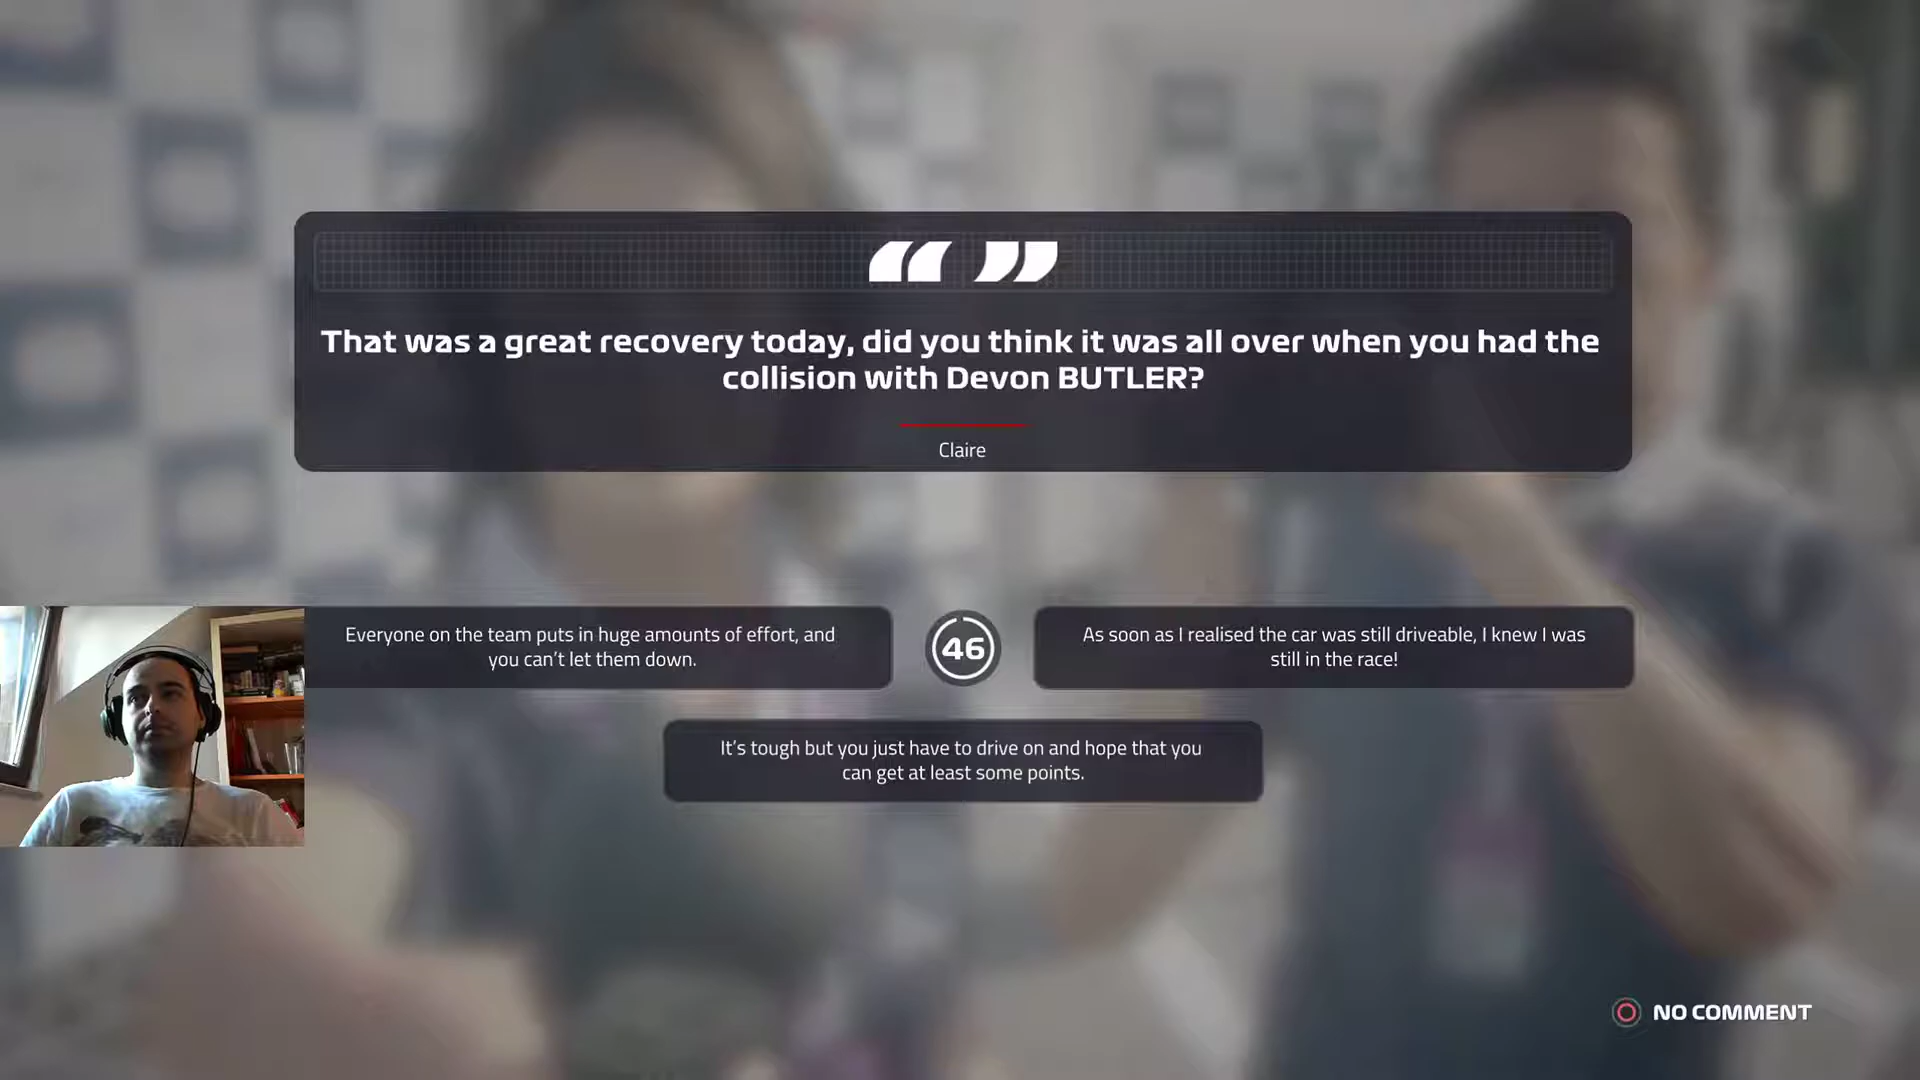 “ ”
That was a great recovery today, did you think it was all over when you had the
collision with Devon BUTLER?
Claire
Everyone on the team puts in huge amounts of effort, and
you can’t let them down.
46
As soon as I realised the car was still driveable, I knew I was
still in the race!
It’s tough but you just have to drive on and hope that you
can get at least some points.
NO COMMENT